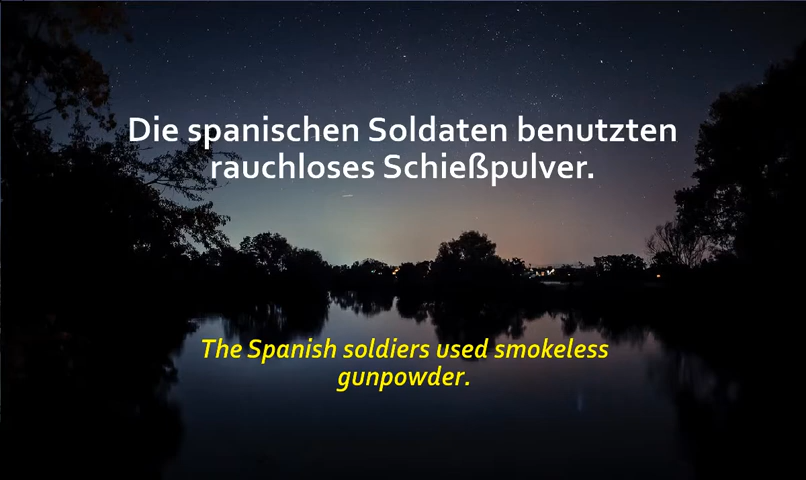 Die spanischen Soldaten benutzten
rauchloses Schießpulver.
The Spanish soldiers used smokeless
gunpowder.